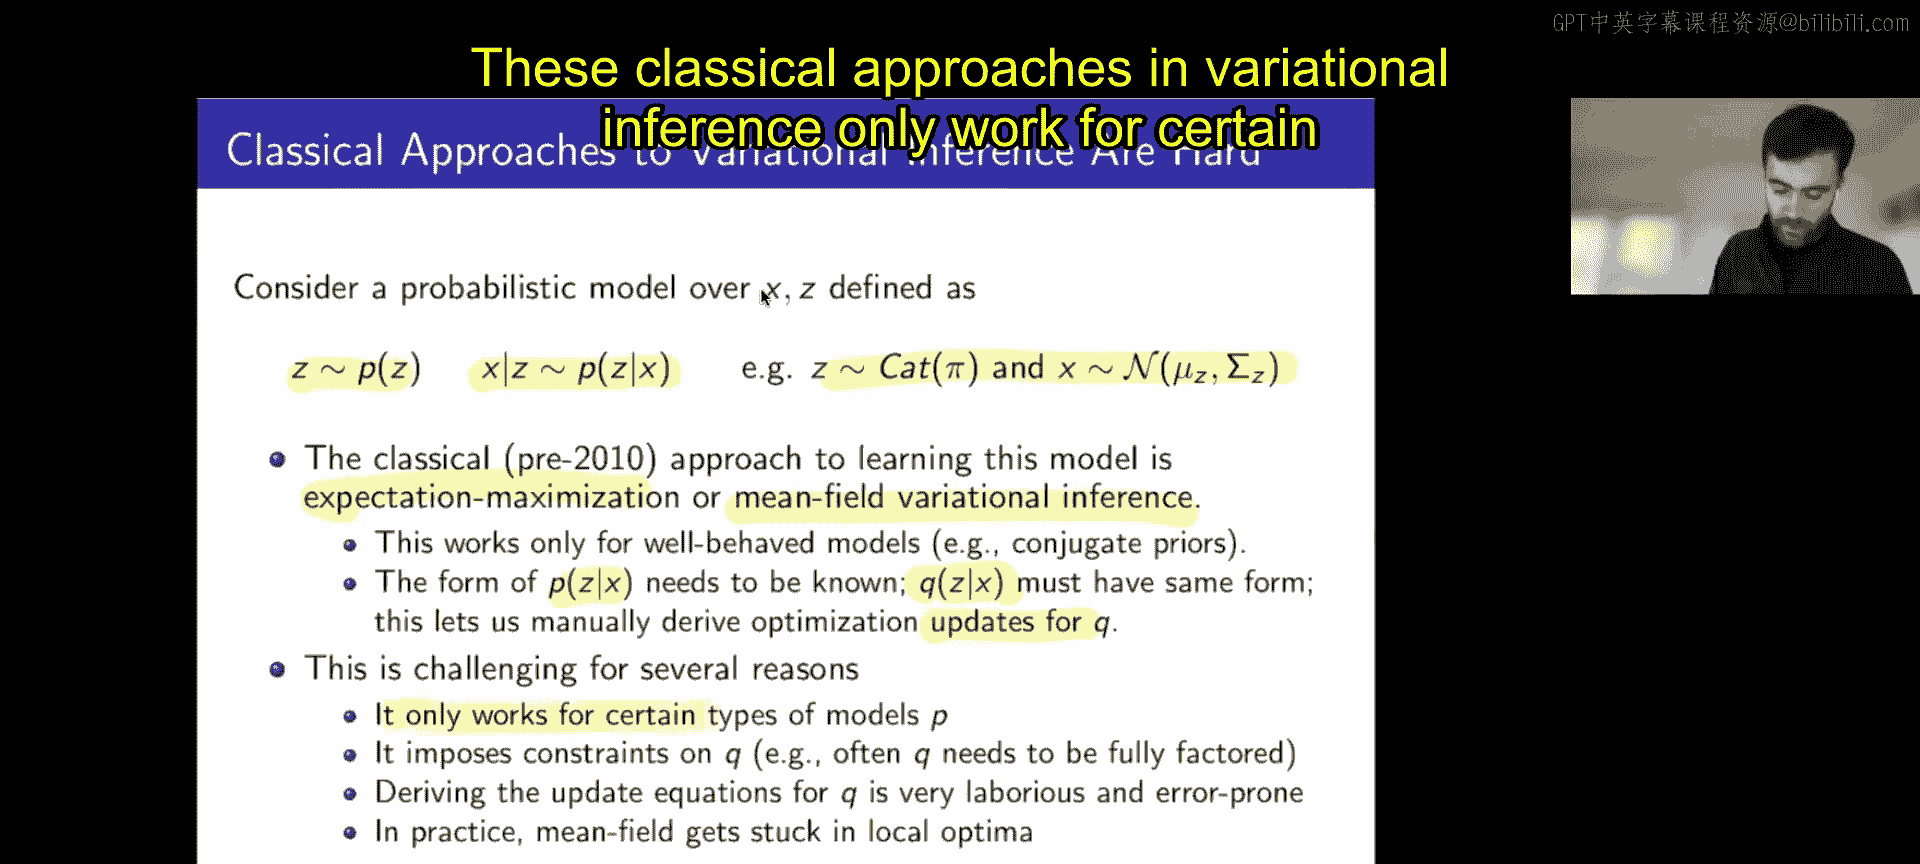 GPT中英字幕课程资源@bilibili.com
These classical approaches in variational
inference only work for certain
Classical Approaches to Variational Inference Are Hard
Consider a probabilistic model over x, z defined as
z ∼ p(z) x|z ∼ p(z|x) e.g. z ∼ Cat(π) and x ∼ 𝒩(μ_z, Σ_z)
The classical (pre-2010) approach to learning this model is
expectation-maximization or mean-field variational inference.
This works only for well-behaved models (e.g., conjugate priors).
The form of p(z|x) needs to be known; q(z|x) must have same form;
this lets us manually derive optimization updates for q.
This is challenging for several reasons
It only works for certain types of models p
It imposes constraints on q (e.g., often q needs to be fully factored)
Deriving the update equations for q is very laborious and error-prone
In practice, mean-field gets stuck in local optima